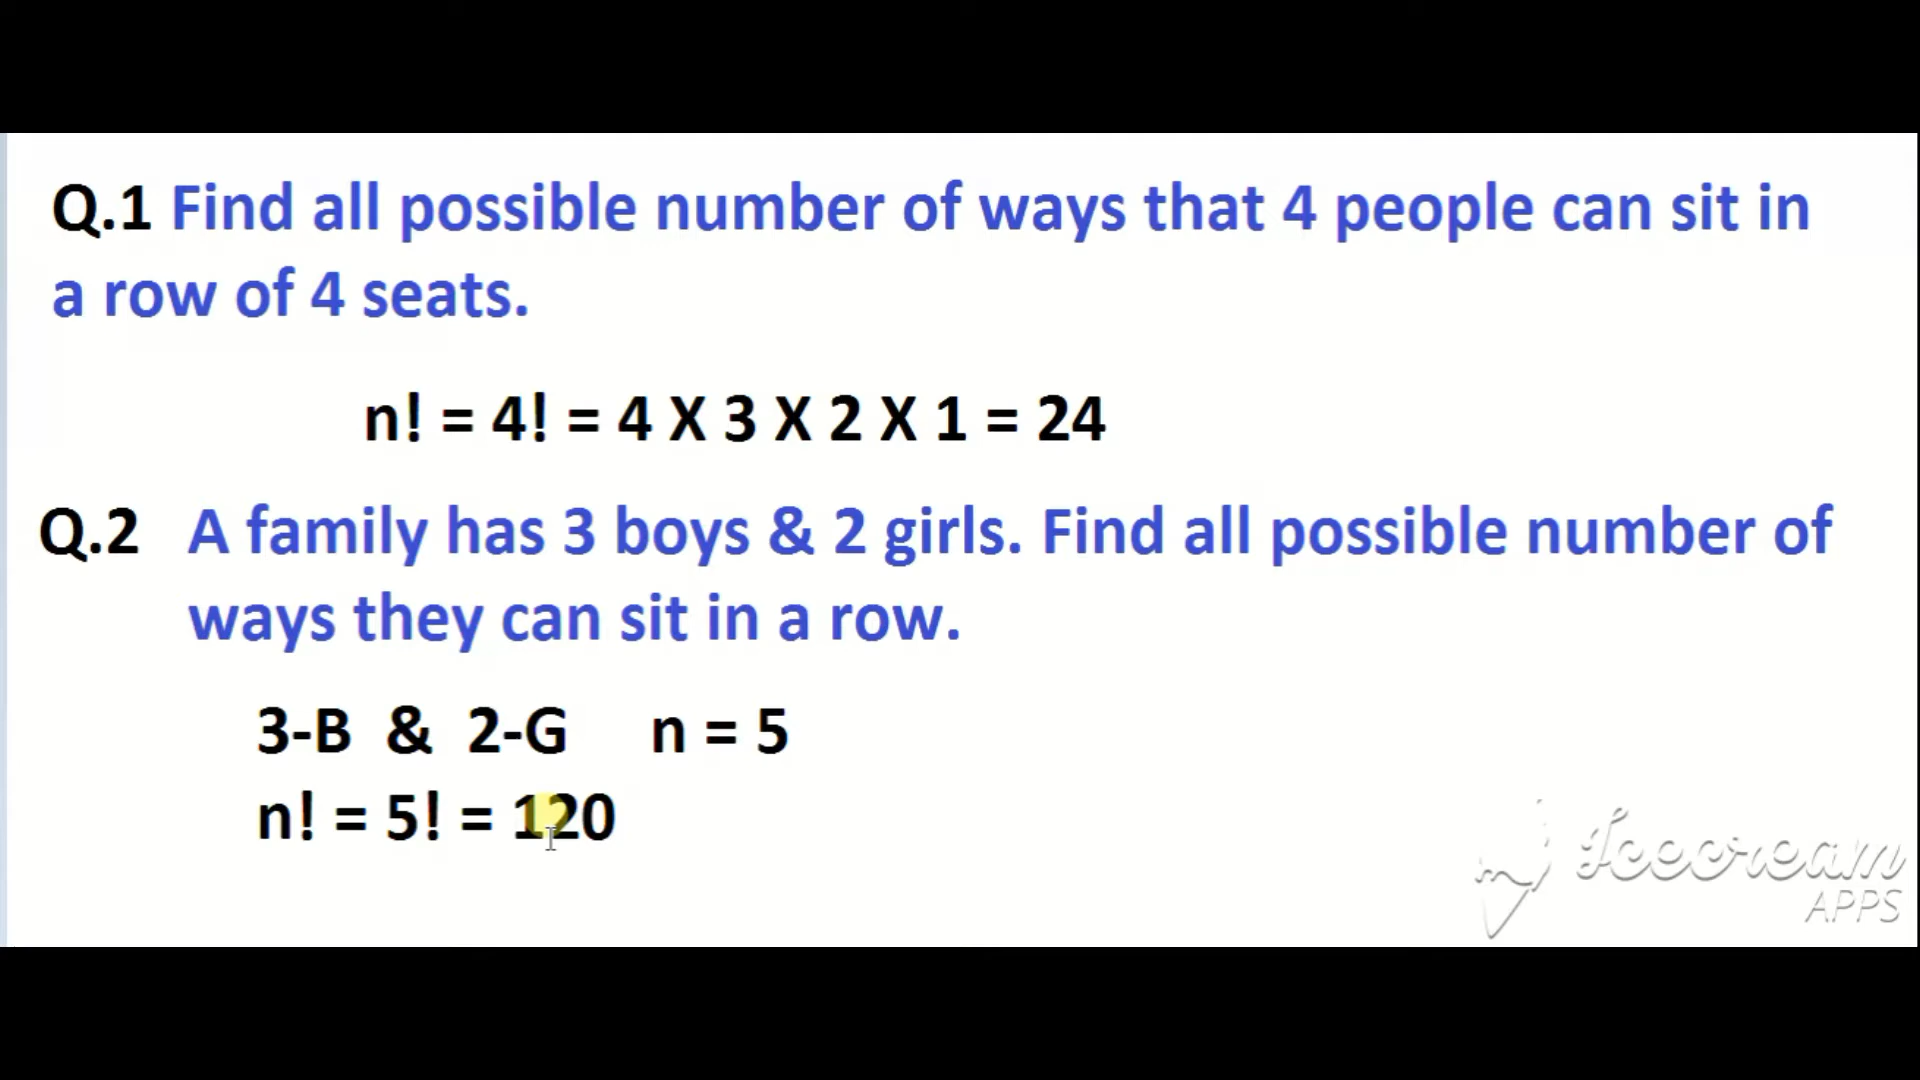 Q.1 Find all possible number of ways that 4 people can sit in
a row of 4 seats.
n! = 4! = 4 X 3 X 2 X 1 = 24
Q.2 A family has 3 boys & 2 girls. Find all possible number of
ways they can sit in a row.
3-B & 2-G n = 5
n! = 5! = 120
Icecream
APPS